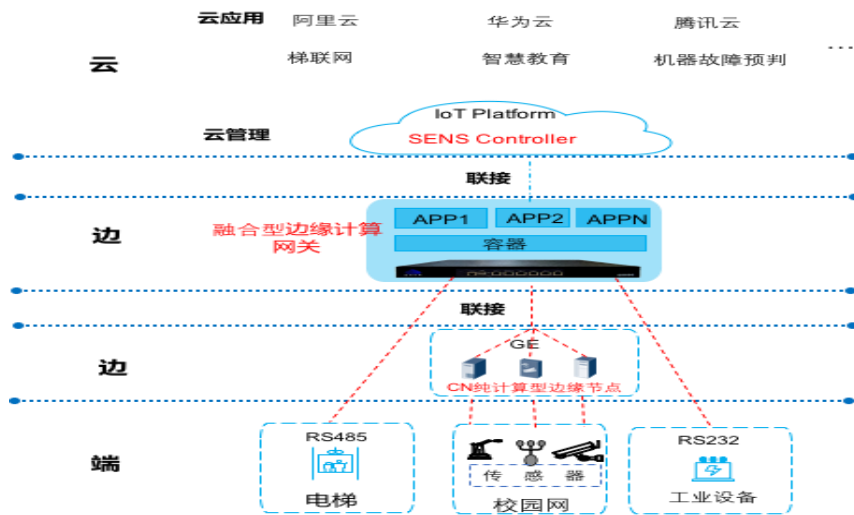 云应用 阿里云 华为云 腾讯云
云 梯联网 智慧教育 机器故障预判 ...
IoT Platform
云管理 SENS Controller
联接
边 融合型边缘计算
网关
APP1 APP2 APPN
容器
联接
GE
边 CN纯计算型边缘节点
端 RS485 RS232
传 感 器
电梯 校园网 工业设备